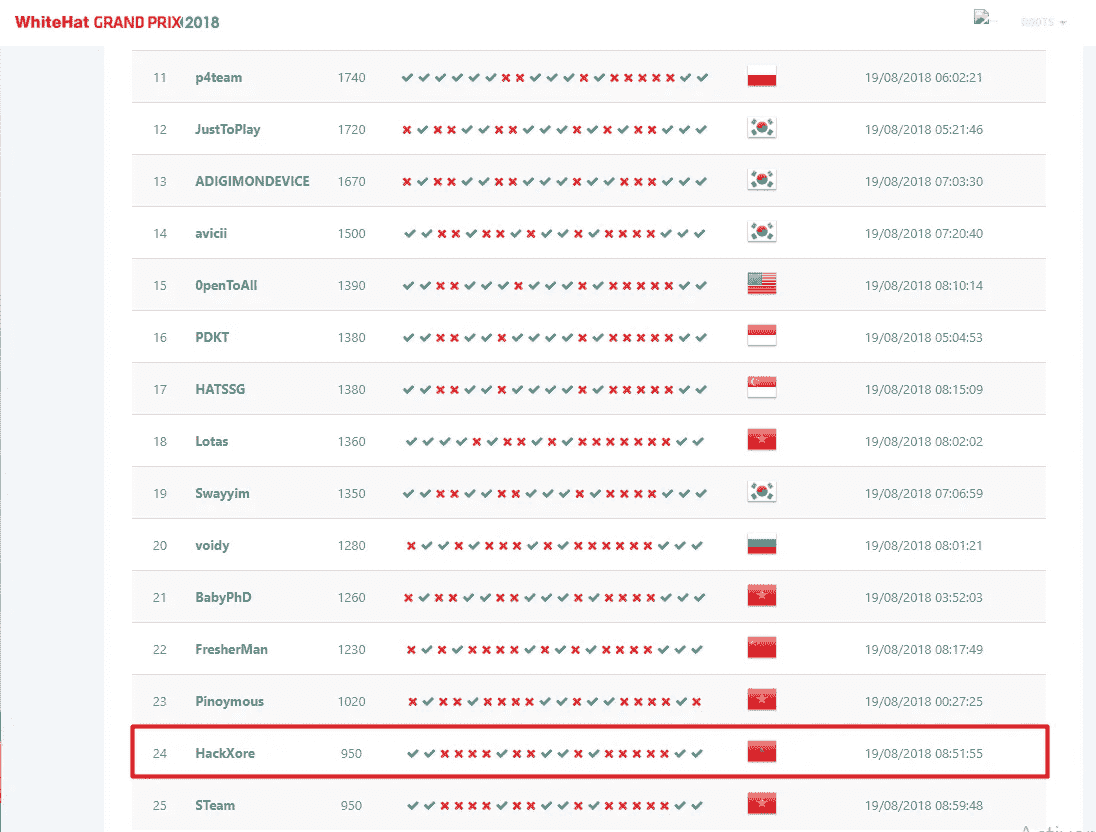 WhiteHat GRAND PRIX 2018
11 p4team 1740 19/08/2018 06:02:21
12 JustToPlay 1720 19/08/2018 05:21:46
13 ADIGIMONDEVICE 1670 19/08/2018 07:03:30
14 avicii 1500 19/08/2018 07:20:40
15 0penToAll 1390 19/08/2018 08:10:14
16 PDKT 1380 19/08/2018 05:04:53
17 HATSSG 1380 19/08/2018 08:15:09
18 Lotas 1360 19/08/2018 08:02:02
19 Swayyim 1350 19/08/2018 07:06:59
20 voidy 1280 19/08/2018 08:01:21
21 BabyPhD 1260 19/08/2018 03:52:03
22 FresherMan 1230 19/08/2018 08:17:49
23 Pinoymous 1020 19/08/2018 00:27:25
24 HackXore 950 19/08/2018 08:51:55
25 STeam 950 19/08/2018 08:59:48